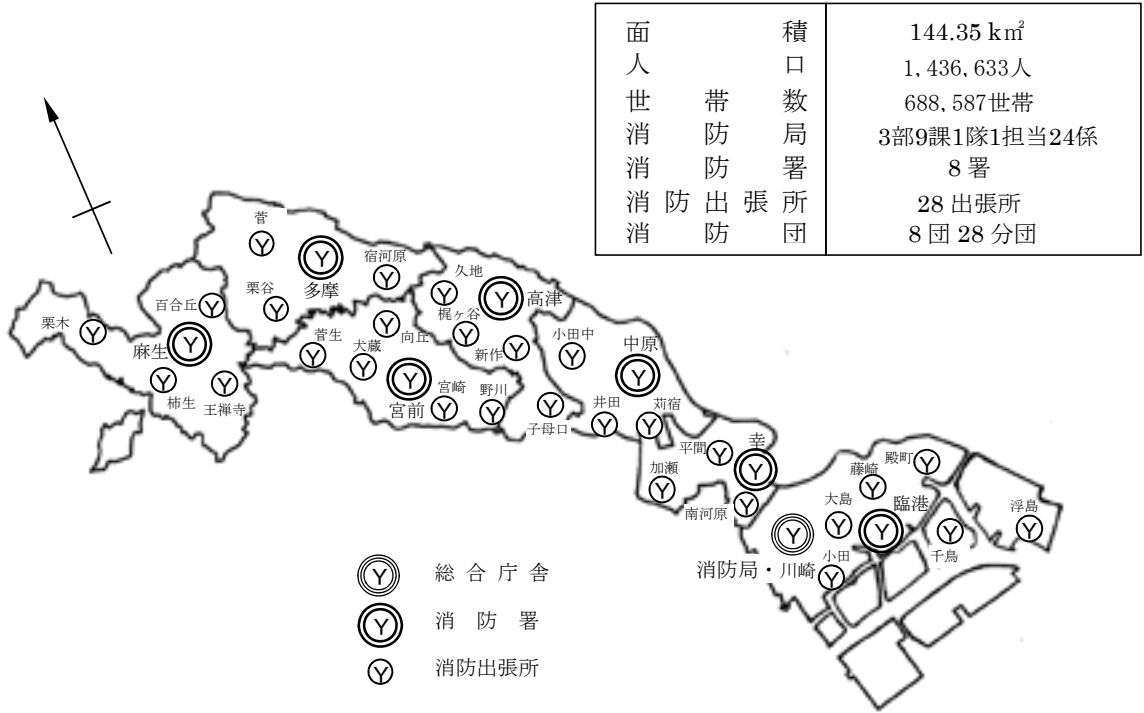 面積 144.35 k㎡
人口 1,436,633人
世帯数 688,587世帯
消防局 3部9課1隊1担当24係
消防署 8 署
消防出張所 28 出張所
消防団 8 団 28 分団
菅
宿河原
久地
多摩
栗谷
高津
百合丘
梶ヶ谷
栗木
菅生
犬蔵
向丘
小田中
中原
麻生
新作
宮崎
野川
宮前
柿生
王禅寺
子母口
井田
苅宿
平間
幸
加瀬
藤崎
殿町
南河原
大島
臨港
浮島
千鳥
小田
消防局・川崎
Y 総合庁舎
Y 消防署
Y 消防出張所